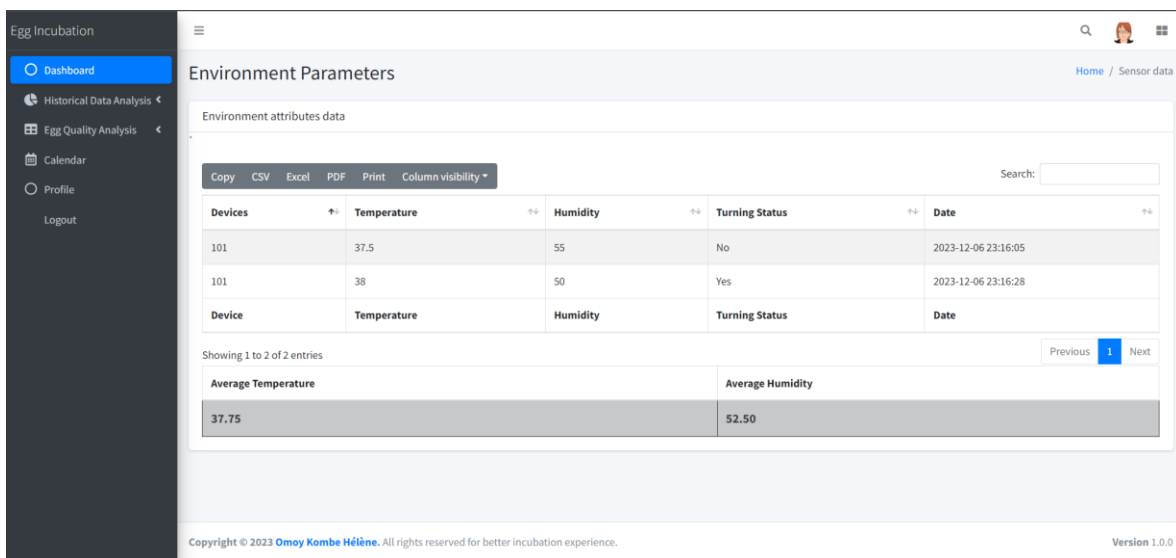 Egg Incubation
Dashboard
Historical Data Analysis
Egg Quality Analysis
Calendar
Profile
Logout
Environment Parameters
Home / Sensor data
Environment attributes data
Copy CSV Excel PDF Print Column visibility
Search:
Devices Temperature Humidity Turning Status Date
101 37.5 55 No 2023-12-06 23:16:05
101 38 50 Yes 2023-12-06 23:16:28
Device Temperature Humidity Turning Status Date
Showing 1 to 2 of 2 entries
Previous 1 Next
Average Temperature Average Humidity
37.75 52.50
Copyright © 2023 Omoy Kombe Hélène. All rights reserved for better incubation experience.
Version 1.0.0